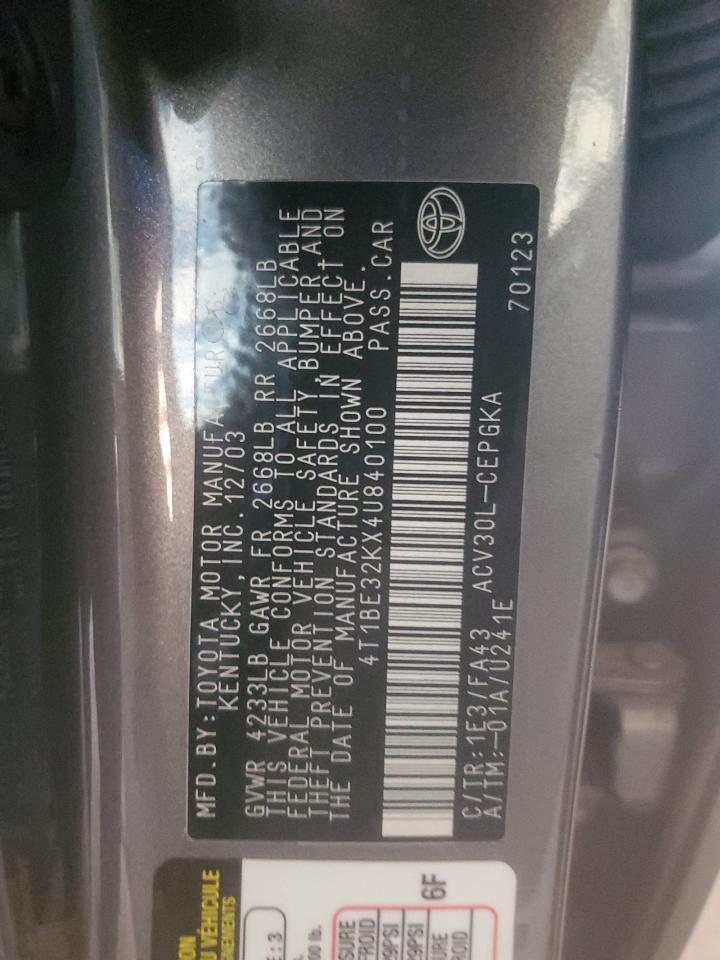 MFD. BY: TOYOTA MOTOR MANUFACTURING
KENTUCKY, INC. 12/03
GVWR 4233LB GAWR FR 2668LB RR 2668LB
THIS VEHICLE CONFORMS TO ALL APPLICABLE
FEDERAL MOTOR VEHICLE SAFETY, BUMPER AND
THEFT PREVENTION STANDARDS IN EFFECT ON
THE DATE OF MANUFACTURE SHOWN ABOVE.
4T1BE32KX4U840100 PASS.CAR
C/TR:1E3/FA43 ACV30L-CEPGKA
A/TM:-01A/U241E 70123
VÉHICULE
6F